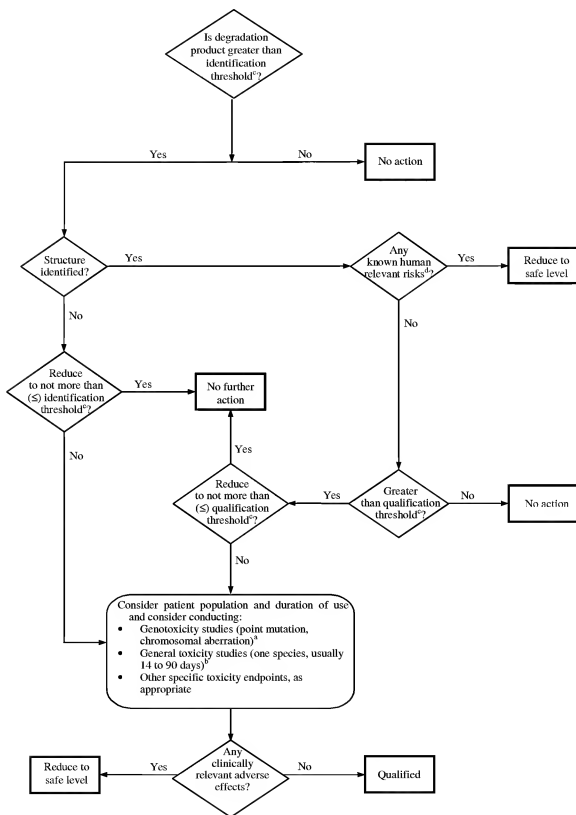 Is degradation
product greater than
identification
threshold^c?
Yes
No
No action
Structure
identified?
Yes
Any
known human
relevant risks^d?
Yes
Reduce to
safe level
No
No
Reduce
to not more than
(≤) identification
threshold^c?
Yes
No further
action
Yes
No
Reduce
to not more than
(≤) qualification
threshold^c?
Yes
Greater
than qualification
threshold^c?
No
No action
No
Consider patient population and duration of use
and consider conducting:
• Genotoxicity studies (point mutation,
chromosomal aberration)^a
• General toxicity studies (one species, usually
14 to 90 days)^b
• Other specific toxicity endpoints, as
appropriate
Reduce to
safe level
Yes
Any
clinically
relevant adverse
effects?
No
Qualified